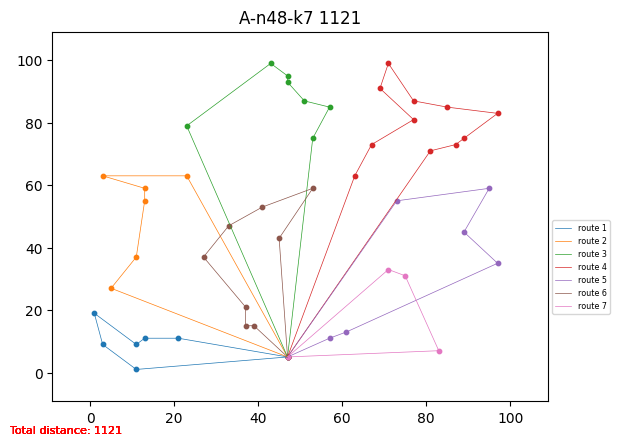 A-n48-k7 1121
100
80
60
40
20
0
0 20 40 60 80 100
route 1
route 2
route 3
route 4
route 5
route 6
route 7
Total distance: 1121